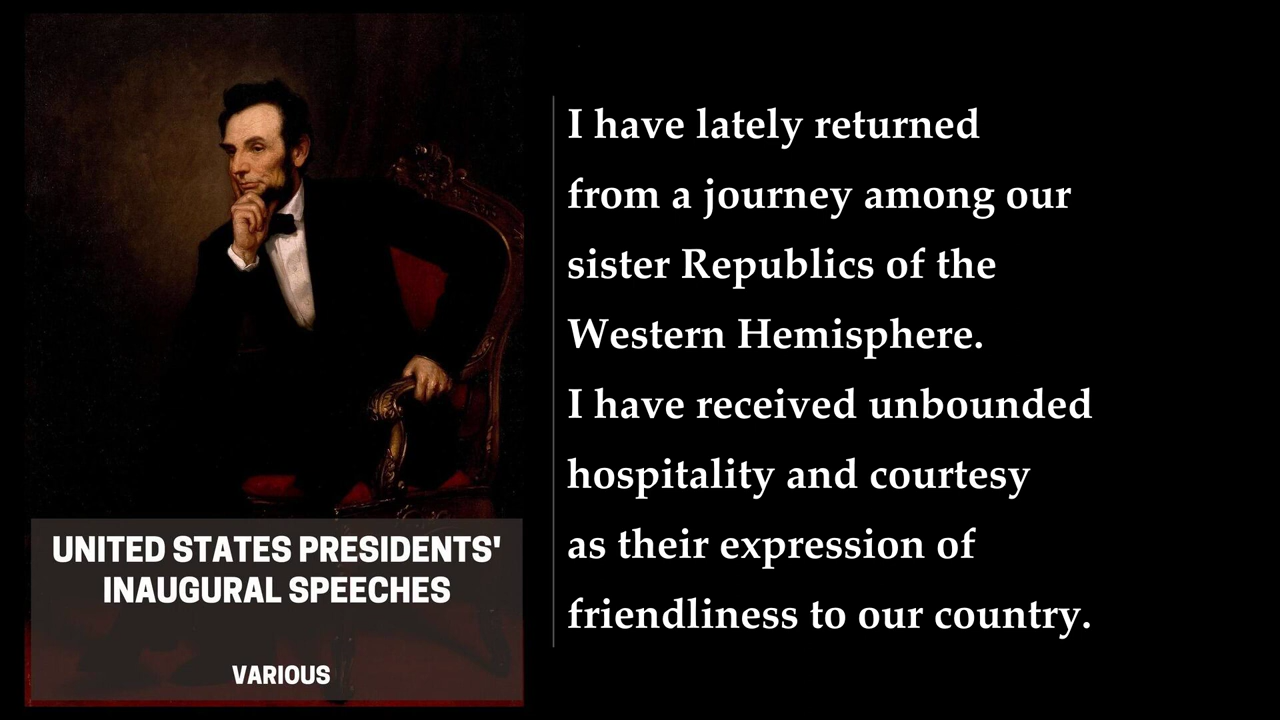 UNITED STATES PRESIDENTS'
INAUGURAL SPEECHES
VARIOUS
I have lately returned
from a journey among our
sister Republics of the
Western Hemisphere.
I have received unbounded
hospitality and courtesy
as their expression of
friendliness to our country.